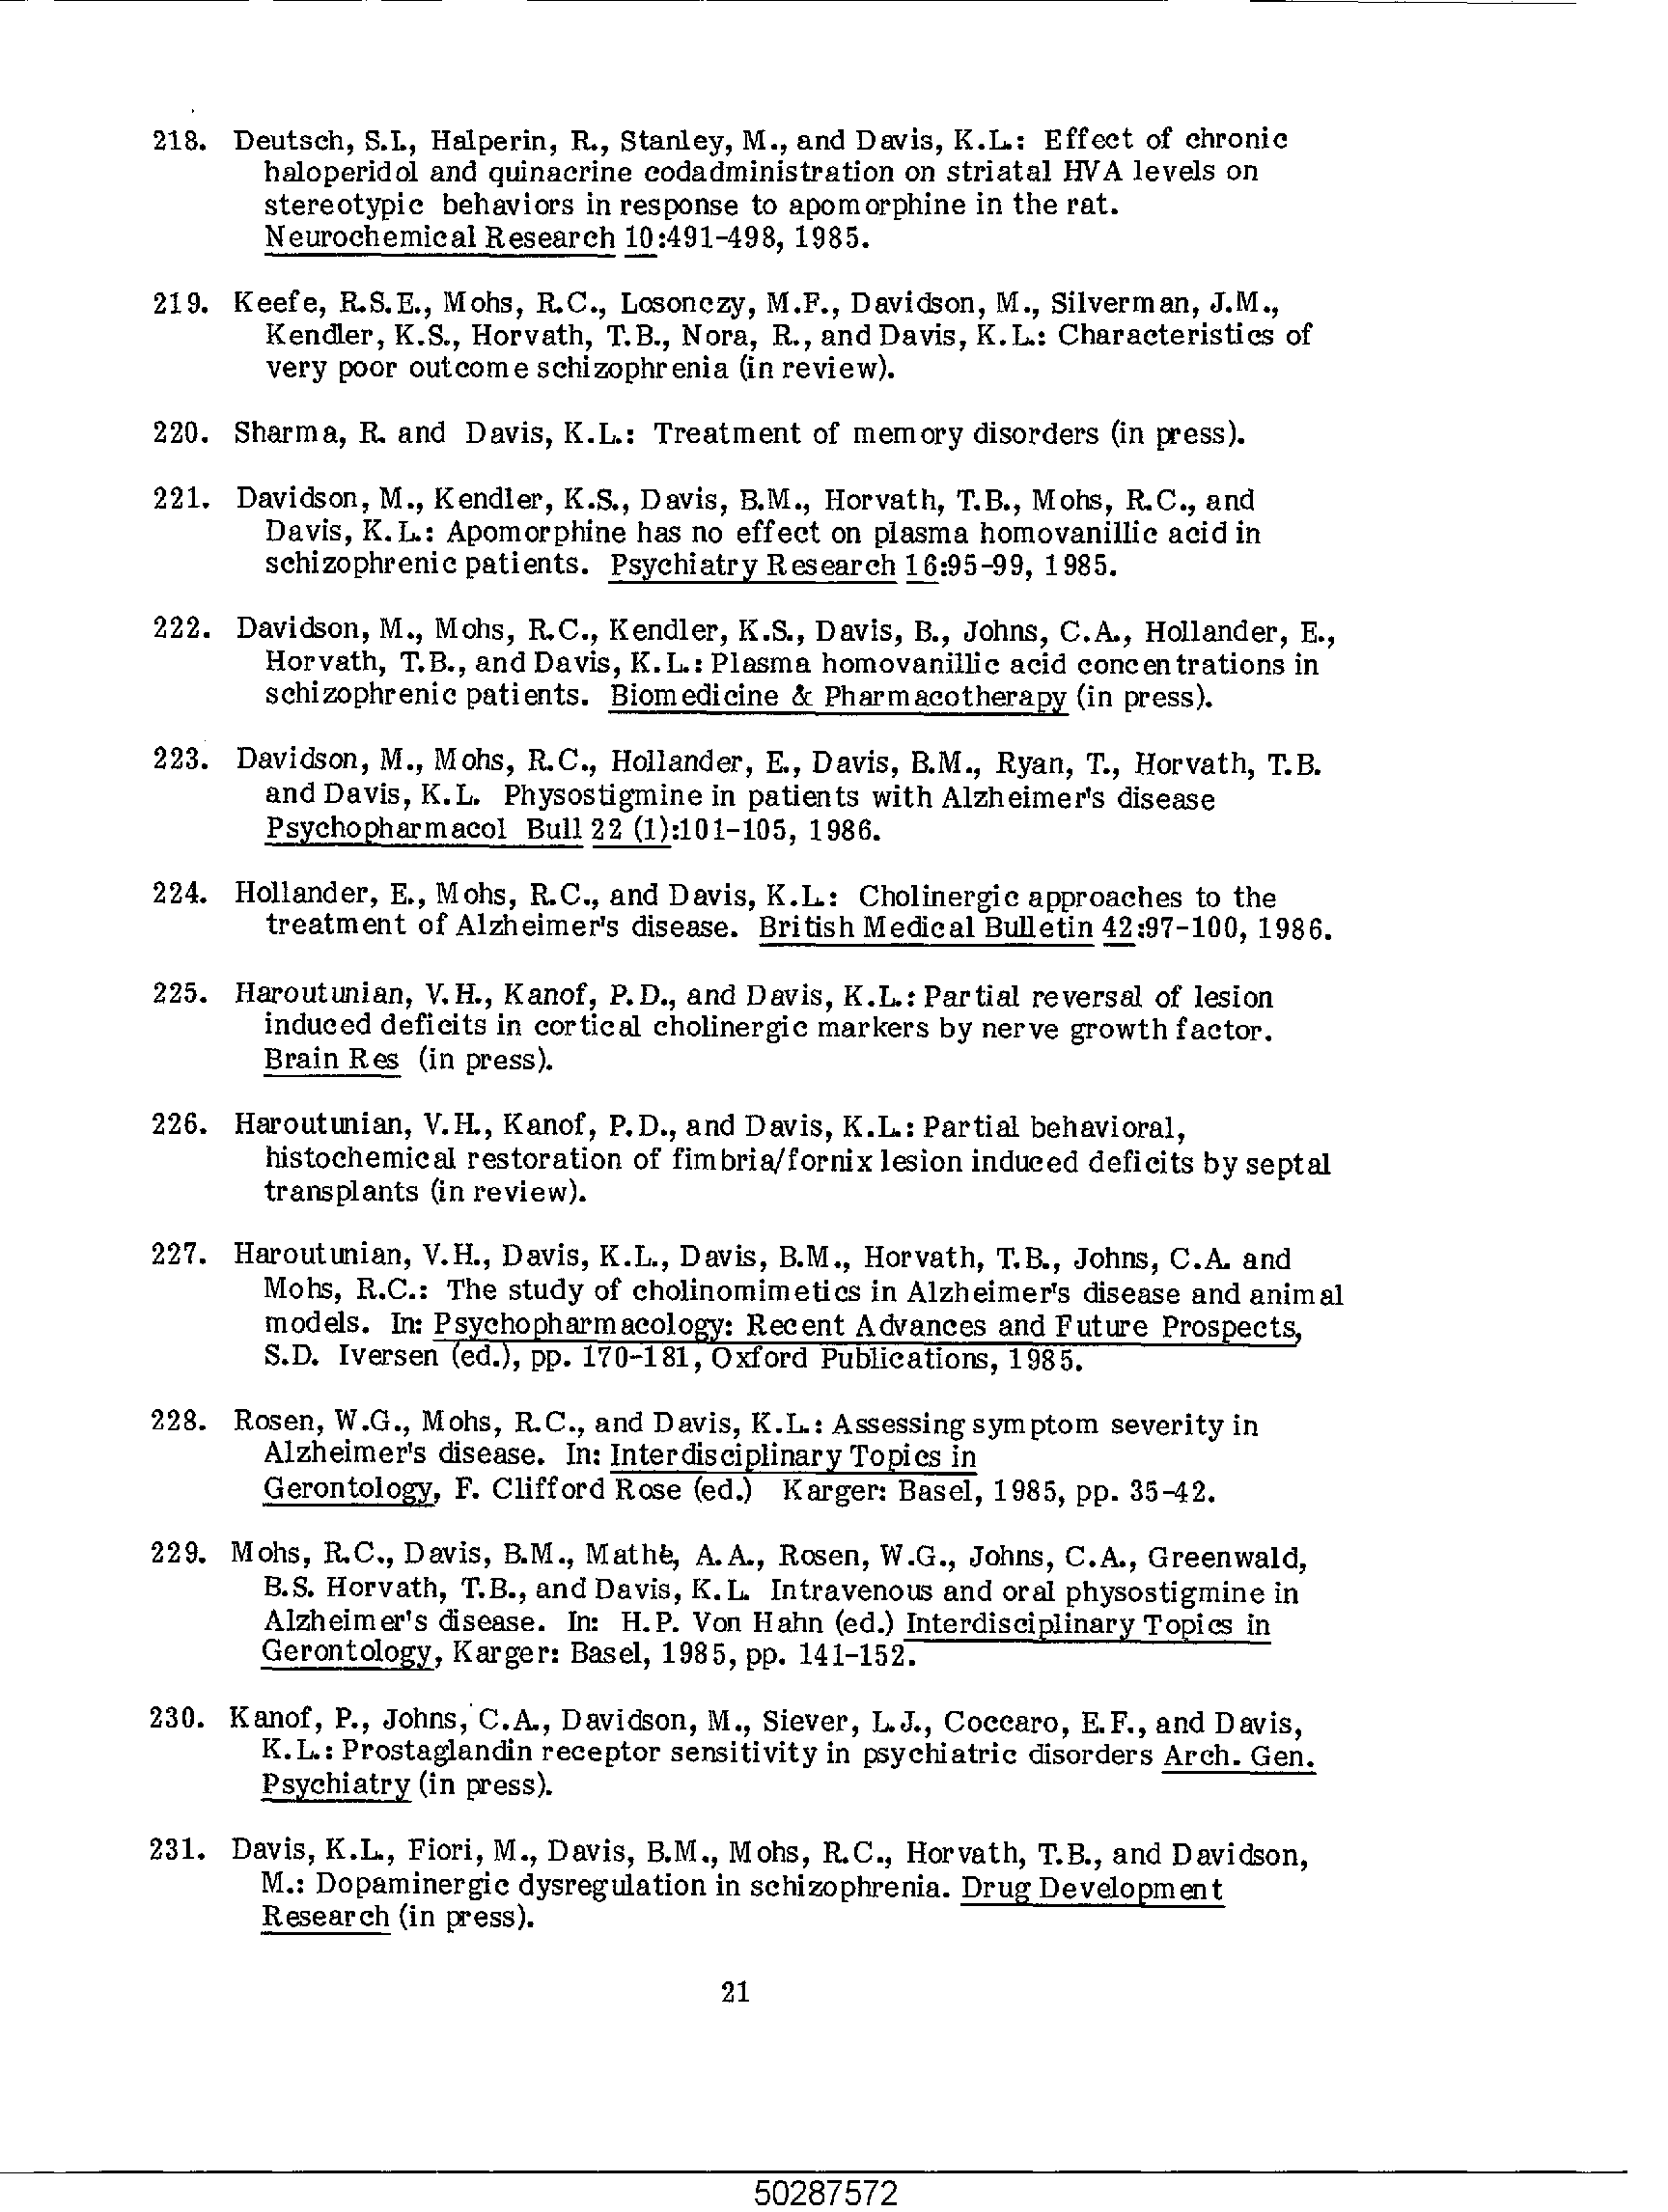 218. Deutsch, S.I., Halperin, R., Stanley, M., and Davis, K.L.: Effect of chronic
haloperidol and quinacrine codadministration on striatal HVA levels on
stereotypic behaviors in response to apomorphine in the rat.
Neurochemical Research 10:491-498, 1985.
219. Keefe, R.S.E., Mohs, R.C., Losonczy, M.F., Davidson, M., Silverman, J.M.,
Kendler, K.S., Horvath, T.B., Nora, R., and Davis, K.L.: Characteristics of
very poor outcome schizophrenia (in review).
220. Sharma, R. and Davis, K.L.: Treatment of memory disorders (in press).
221. Davidson, M., Kendler, K.S., Davis, B.M., Horvath, T.B., Mohs, R.C., and
Davis, K.L.: Apomorphine has no effect on plasma homovanillic acid in
schizophrenic patients. Psychiatry Research 16:95-99, 1985.
222. Davidson, M., Mohs, R.C., Kendler, K.S., Davis, B., Johns, C.A., Hollander, E.,
Horvath, T.B., and Davis, K.L.: Plasma homovanillic acid concentrations in
schizophrenic patients. Biomedicine & Pharmacotherapy (in press).
223. Davidson, M., Mohs, R.C., Hollander, E., Davis, B.M., Ryan, T., Horvath, T.B.
and Davis, K.L. Physostigmine in patients with Alzheimer's disease
Psychopharmacol Bull 22 (1):101-105, 1986.
224. Hollander, E., Mohs, R.C., and Davis, K.L.: Cholinergic approaches to the
treatment of Alzheimer's disease. British Medical Bulletin 42:97-100, 1986.
225. Haroutunian, V.H., Kanof, P.D., and Davis, K.L.: Partial reversal of lesion
induced deficits in cortical cholinergic markers by nerve growth factor.
Brain Res (in press).
226. Haroutunian, V.H., Kanof, P.D., and Davis, K.L.: Partial behavioral,
histochemical restoration of fimbria/fornix lesion induced deficits by septal
transplants (in review).
227. Haroutunian, V.H., Davis, K.L., Davis, B.M., Horvath, T.B., Johns, C.A. and
Mohs, R.C.: The study of cholinomimetics in Alzheimer's disease and animal
models. In: Psychopharmacology: Recent Advances and Future Prospects,
S.D. Iversen (ed.), pp. 170-181, Oxford Publications, 1985.
228. Rosen, W.G., Mohs, R.C., and Davis, K.L.: Assessing symptom severity in
Alzheimer's disease. In: Interdisciplinary Topics in
Gerontology, F. Clifford Rose (ed.) Karger: Basel, 1985, pp. 35-42.
229. Mohs, R.C., Davis, B.M., Mathè, A.A., Rosen, W.G., Johns, C.A., Greenwald,
B.S. Horvath, T.B., and Davis, K.L. Intravenous and oral physostigmine in
Alzheimer's disease. In: H.P. Von Hahn (ed.) Interdisciplinary Topics in
Gerontology, Karger: Basel, 1985, pp. 141-152.
230. Kanof, P., Johns, C.A., Davidson, M., Siever, L.J., Coccaro, E.F., and Davis,
K.L.: Prostaglandin receptor sensitivity in psychiatric disorders Arch. Gen.
Psychiatry (in press).
231. Davis, K.L., Fiori, M., Davis, B.M., Mohs, R.C., Horvath, T.B., and Davidson,
M.: Dopaminergic dysregulation in schizophrenia. Drug Development
Research (in press).
21
50287572